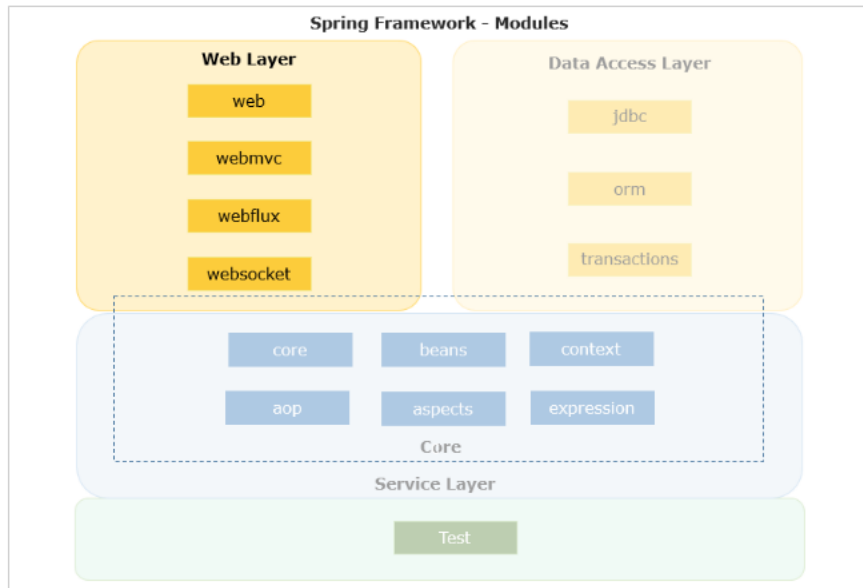 Spring Framework - Modules
Web Layer
web
webmvc
webflux
websocket
Data Access Layer
jdbc
orm
transactions
core
beans
context
aop
aspects
expression
Core
Service Layer
Test